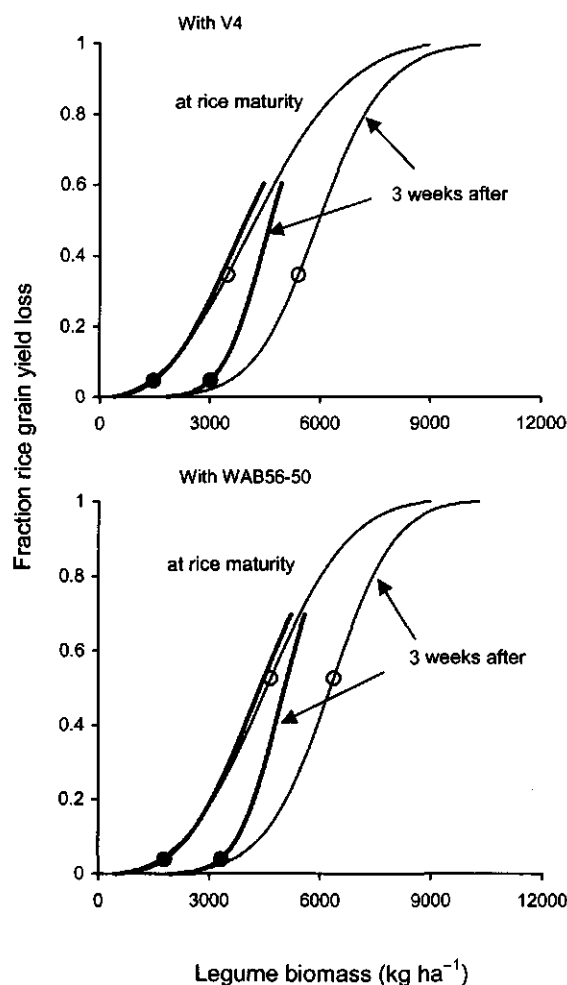 With V4
1
at rice maturity
0.8
0.6
3 weeks after
0.4
0.2
0
0 3000 6000 9000 12000
Fraction rice grain yield loss
With WAB56-50
1
at rice maturity
0.8
0.6
3 weeks after
0.4
0.2
0
0 3000 6000 9000 12000
Legume biomass (kg ha⁻¹)